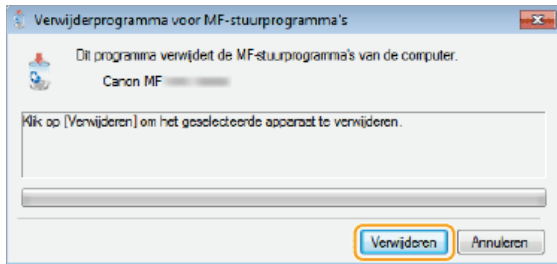 Verwijderprogramma voor MF-stuurprogramma's
Dit programma verwijdert de MF-stuurprogramma's van de computer.
Canon MF
Klik op [Verwijderen] om het geselecteerde apparaat te verwijderen.
Verwijderen
Annuleren